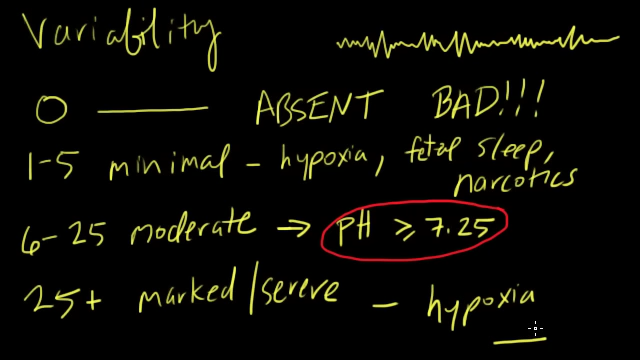 Variability
0 — ABSENT BAD!!!
1-5 minimal - hypoxia, fetal sleep, narcotics
6-25 moderate → pH ≥ 7.25
25+ marked/serere - hypoxia